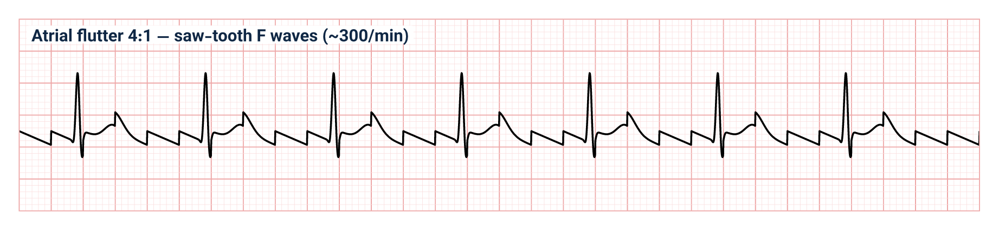 Atrial flutter 4:1 — saw-tooth F waves (~300/min)